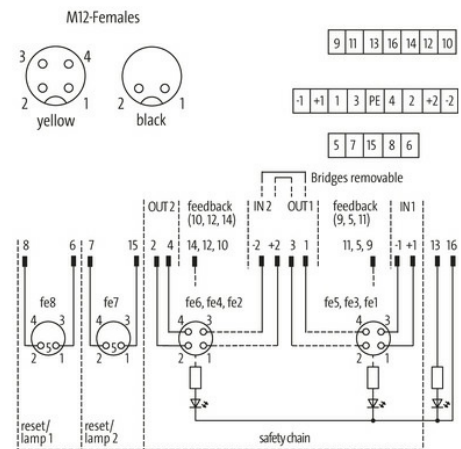 M12-Females
3 4
2 1 2 1
yellow black
9 11 13 16 14 12 10
-1 +1 1 3 PE 4 2 +2 -2
5 7 15 8 6
Bridges removable
OUT2 feedback IN 2 OUT1 feedback IN1
(10, 12, 14) (9, 5, 11)
8 6 7 15 2 4 14, 12, 10 -2 +2 3 1 11, 5, 9 -1 +1 13 16
fe8 fe7 fe6, fe4, fe2 fe5, fe3, fe1
4 3 4 3 4 3 4 3
5 5
2 1 2 1 2 1 2 1
reset/ reset/
lamp 1 lamp 2 safety chain